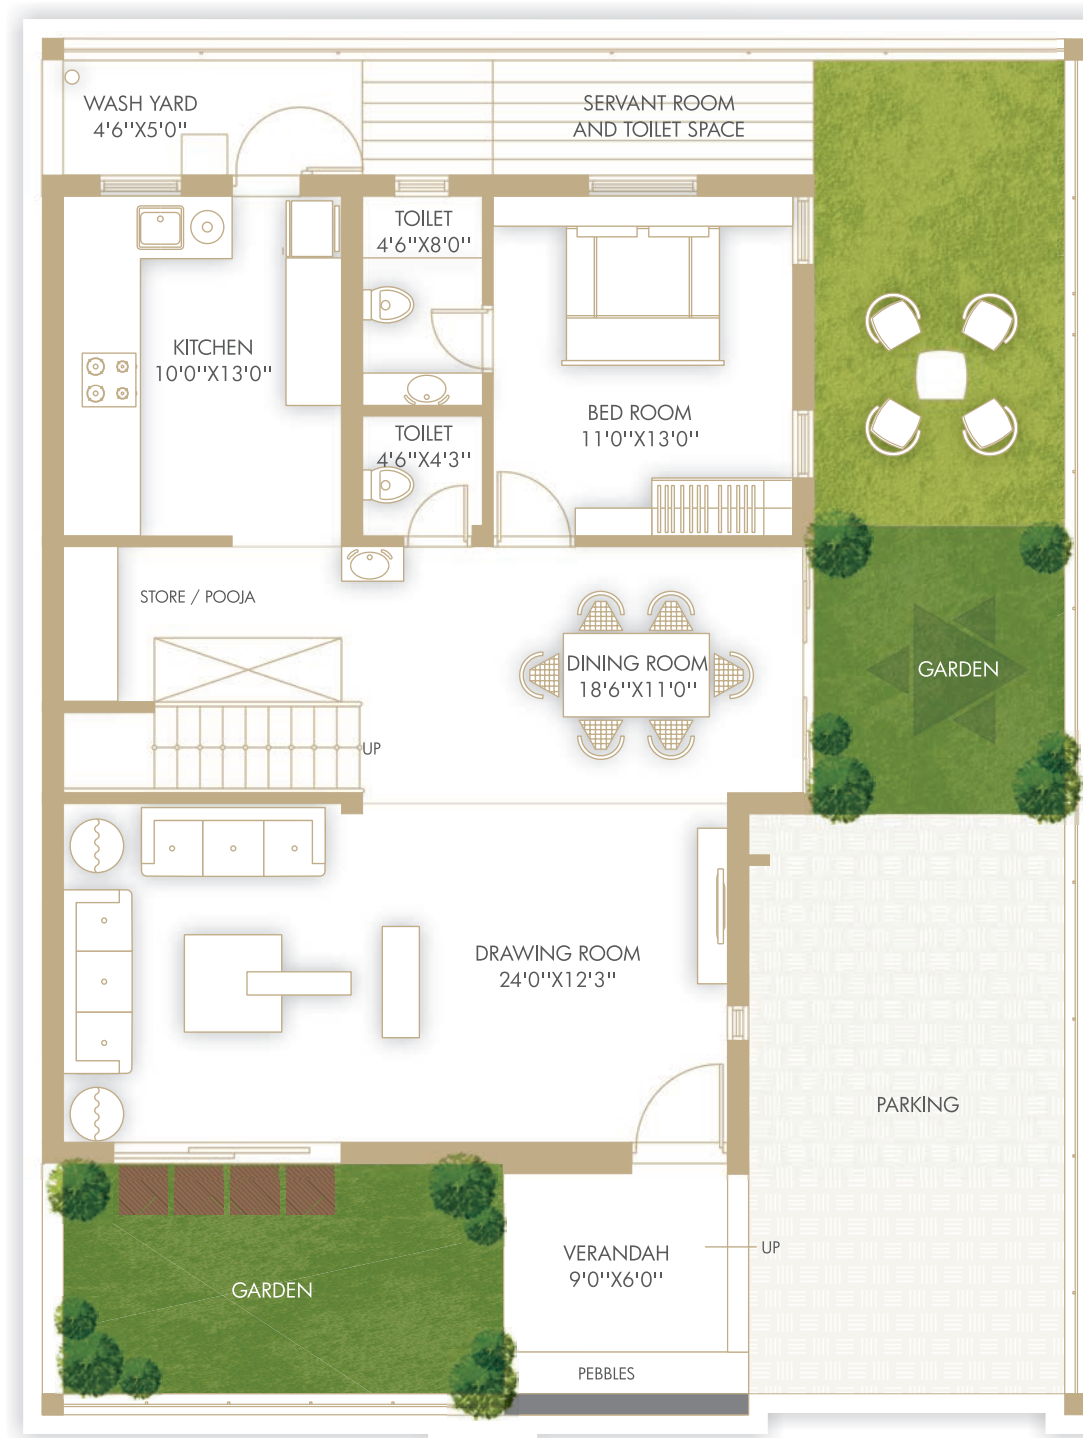 WASH YARD
4'6''X5'0''
SERVANT ROOM
AND TOILET SPACE
TOILET
4'6''X8'0''
KITCHEN
10'0''X13'0''
BED ROOM
11'0''X13'0''
TOILET
4'6''X4'3''
STORE / POOJA
DINING ROOM
18'6''X11'0''
GARDEN
UP
DRAWING ROOM
24'0''X12'3''
PARKING
VERANDAH
9'0''X6'0''
UP
GARDEN
PEBBLES